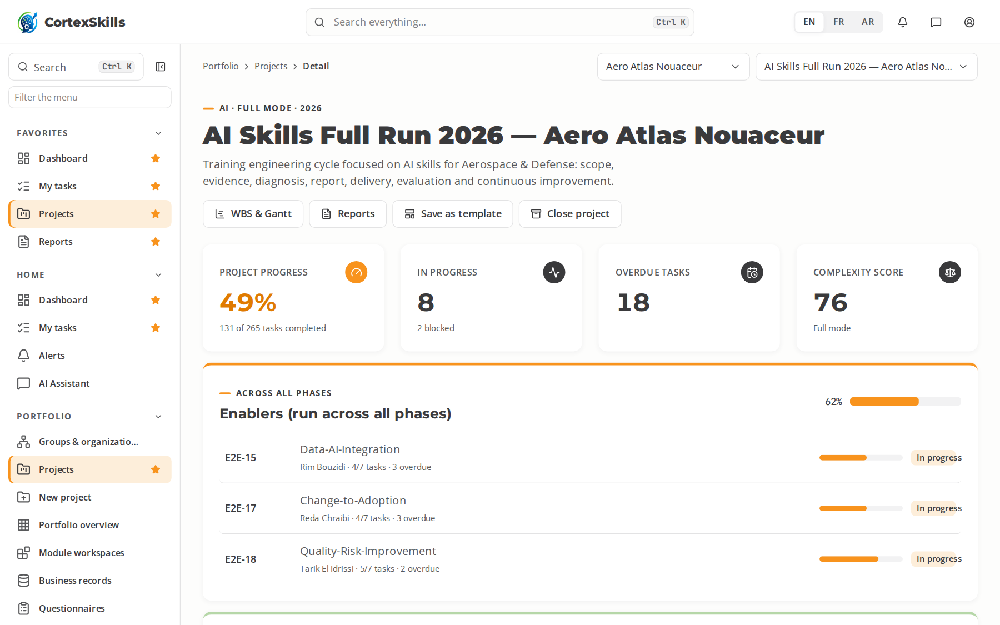 CortexSkills
Search everything...
Ctrl K
EN
FR
AR
Search
Ctrl K
Filter the menu
FAVORITES
Dashboard
My tasks
Projects
Reports
HOME
Dashboard
My tasks
Alerts
AI Assistant
PORTFOLIO
Groups & organizatio...
Projects
New project
Portfolio overview
Module workspaces
Business records
Questionnaires
Portfolio > Projects > Detail
Aero Atlas Nouaceur
AI Skills Full Run 2026 — Aero Atlas No...
AI · FULL MODE · 2026
AI Skills Full Run 2026 — Aero Atlas Nouaceur
Training engineering cycle focused on AI skills for Aerospace & Defense: scope,
evidence, diagnosis, report, delivery, evaluation and continuous improvement.
WBS & Gantt
Reports
Save as template
Close project
PROJECT PROGRESS
49%
131 of 265 tasks completed
IN PROGRESS
8
2 blocked
OVERDUE TASKS
18
COMPLEXITY SCORE
76
Full mode
ACROSS ALL PHASES
Enablers (run across all phases)
62%
E2E-15
Data-AI-Integration
Rim Bouzidi · 4/7 tasks · 3 overdue
In progress
E2E-17
Change-to-Adoption
Reda Chraibi · 4/7 tasks · 3 overdue
In progress
E2E-18
Quality-Risk-Improvement
Tarik El Idrissi · 5/7 tasks · 2 overdue
In progress